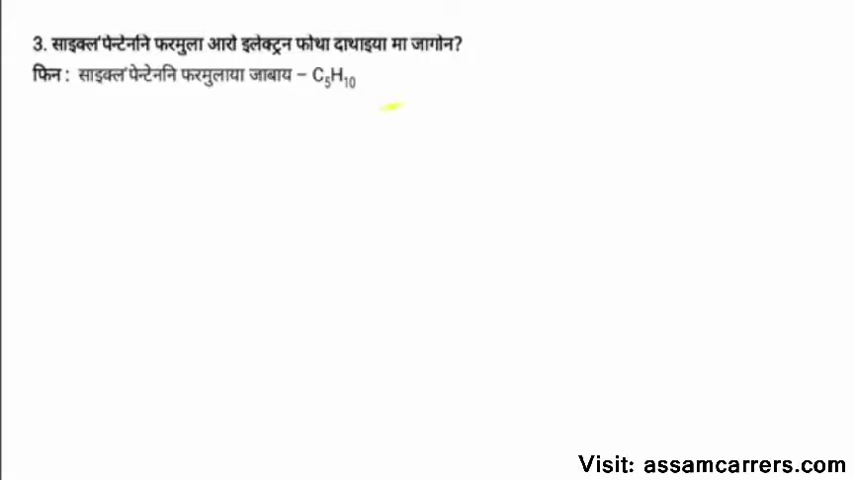 3. साइक्ल'पेन्टेननि फरमुला आरो इलेक्ट्रन फोथा दाथाइया मा जागोन?
फिन : साइक्ल'पेन्टेननि फरमुलाया जाबाय – C₅H₁₀
Visit: assamcarrers.com